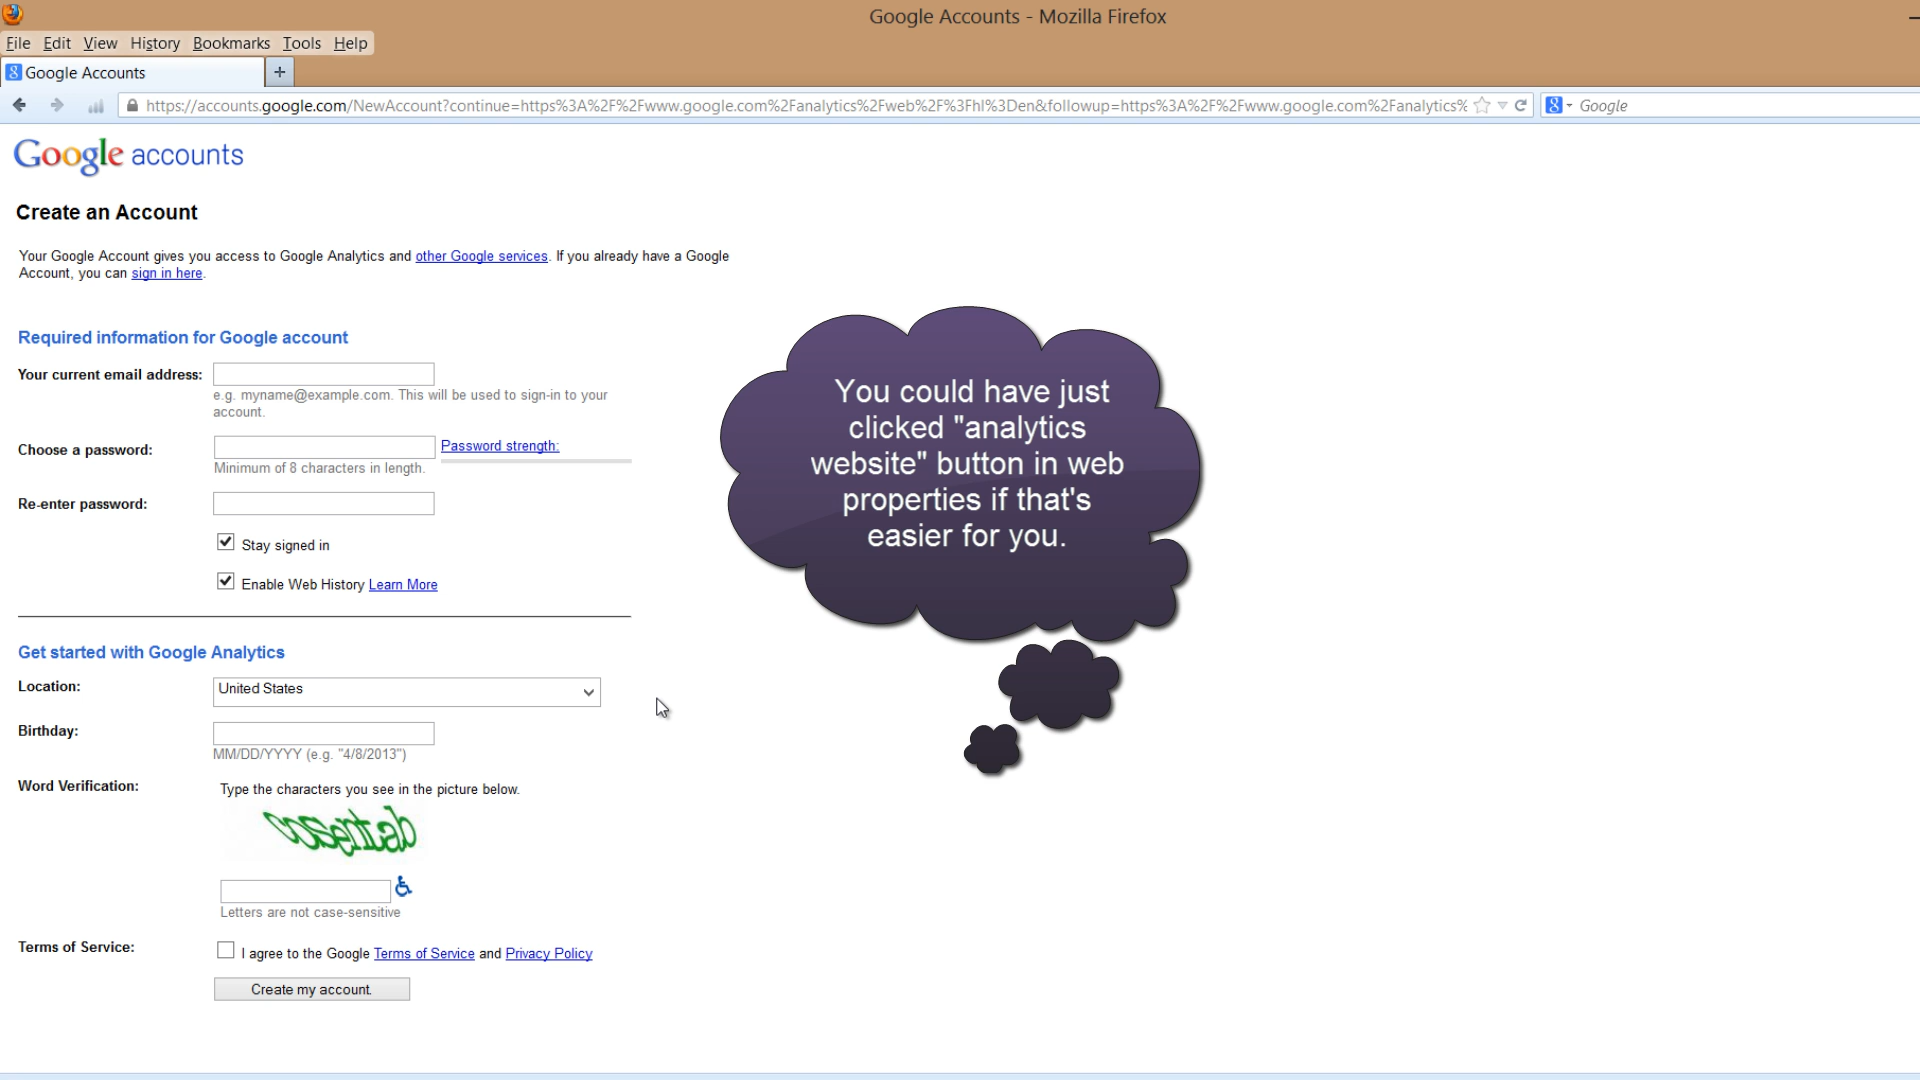 Google Accounts - Mozilla Firefox
File Edit View History Bookmarks Tools Help
Google Accounts
https://accounts.google.com/NewAccount?continue=https%3A%2F%2Fwww.google.com%2Fanalytics%2Fweb%2F%3Fhl%3Den&followup=https%3A%2F%2Fwww.google.com%2Fanalytics%
Google
Google accounts
Create an Account
Your Google Account gives you access to Google Analytics and other Google services. If you already have a Google
Account, you can sign in here.
Required information for Google account
Your current email address:
e.g. myname@example.com. This will be used to sign-in to your
account.
Choose a password:
Password strength:
Minimum of 8 characters in length.
Re-enter password:
Stay signed in
Enable Web History Learn More
You could have just
clicked "analytics
website" button in web
properties if that's
easier for you.
Get started with Google Analytics
Location:
United States
Birthday:
MM/DD/YYYY (e.g. "4/8/2013")
Word Verification:
Type the characters you see in the picture below.
Letters are not case-sensitive
Terms of Service:
I agree to the Google Terms of Service and Privacy Policy
Create my account.